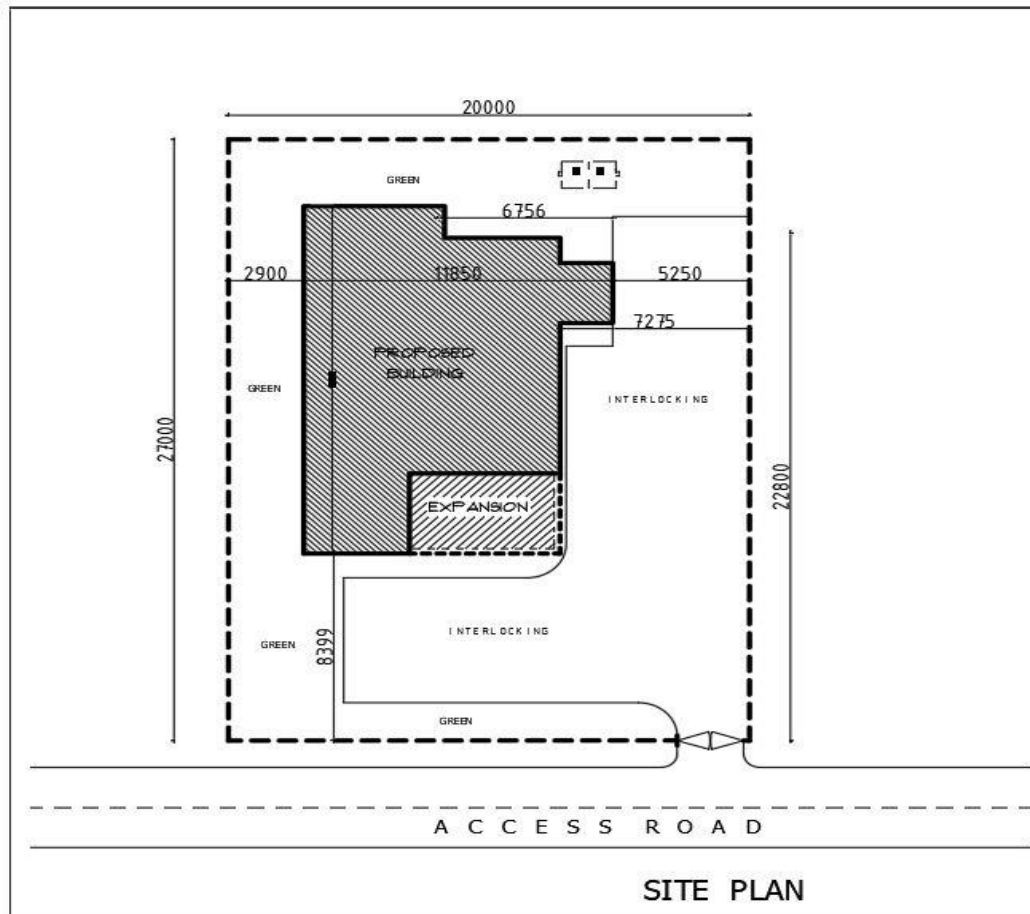 20000
GREEN
6756
2900
11850
5250
7275
PROPOSED
BUILDING
GREEN
INTERLOCKING
27000
22800
EXPANSION
INTERLOCKING
GREEN
8399
GREEN
ACCESS ROAD
SITE PLAN